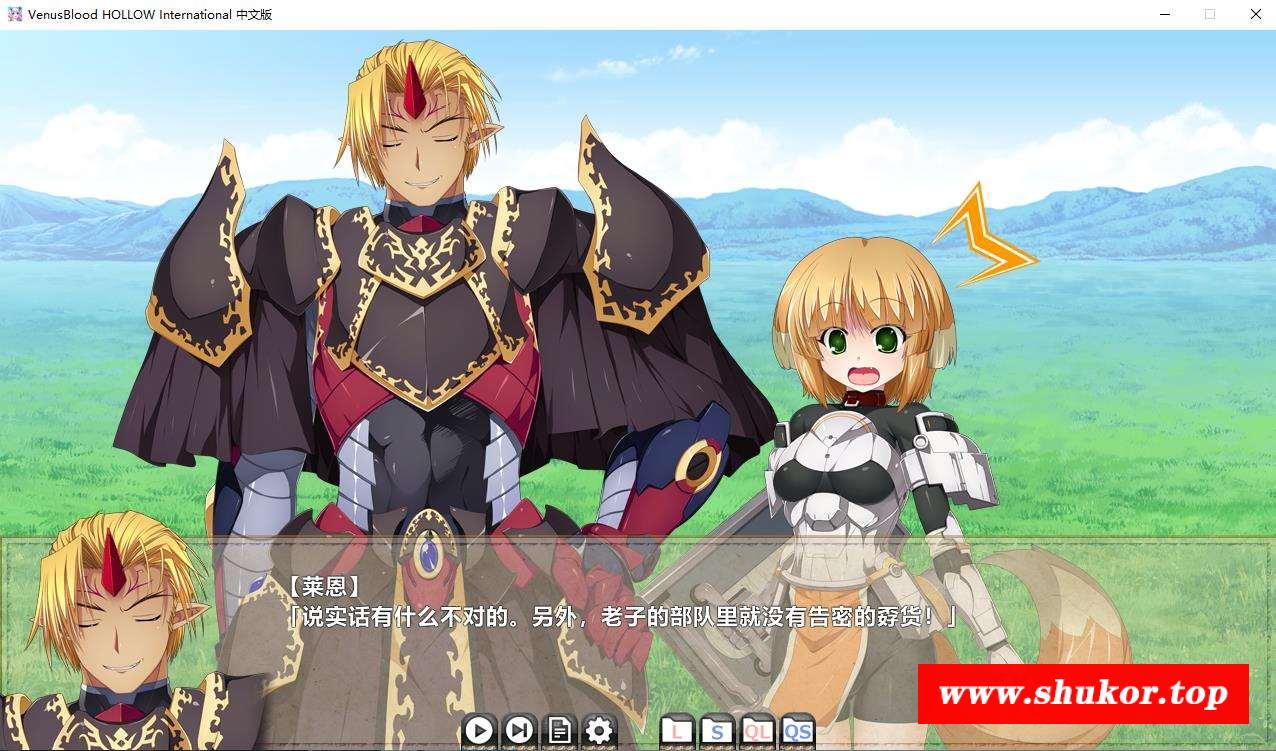 VenusBlood HOLLOW International 中文版
【莱恩】
「说实话有什么不对的。另外，老子的部队里就没有告密的孬货！」
www.shukor.top
L S QL QS